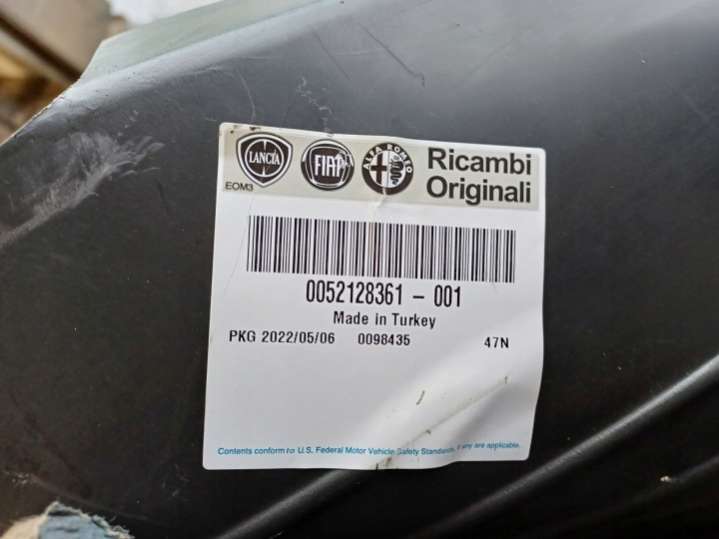 LANCIA
FIAT
ALFA ROMEO
Ricambi
Originali
EOM3
0052128361 - 001
Made in Turkey
PKG 2022/05/06 0098435 47N
Contents conform to U.S. Federal Motor Vehicle Safety Standards, if any are applicable.